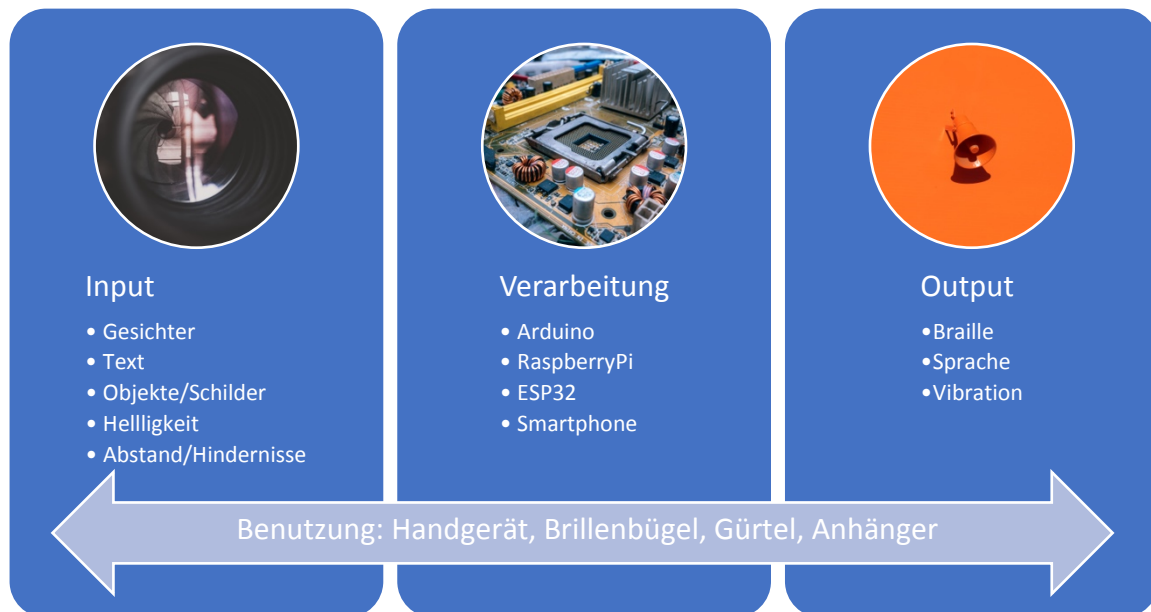 Input
• Gesichter
• Text
• Objekte/Schilder
• Hellligkeit
• Abstand/Hindernisse
Verarbeitung
• Arduino
• RaspberryPi
• ESP32
• Smartphone
Output
•Braille
•Sprache
•Vibration
Benutzung: Handgerät, Brillenbügel, Gürtel, Anhänger